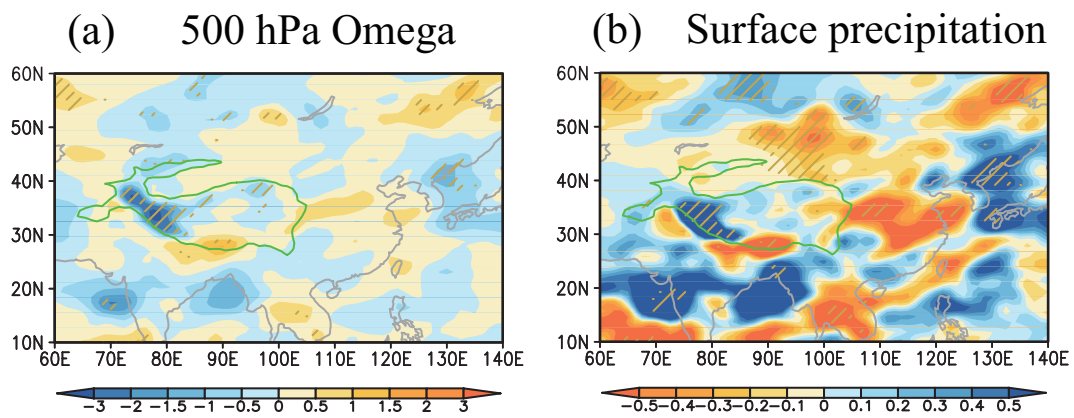 (a) 500 hPa Omega
60N
50N
40N
30N
20N
10N
60E 70E 80E 90E 100E 110E 120E 130E 140E
-3 -2 -1.5 -1 -0.5 0 0.5 1 1.5 2 3
(b) Surface precipitation
60N
50N
40N
30N
20N
10N
60E 70E 80E 90E 100E 110E 120E 130E 140E
-0.5 -0.4 -0.3 -0.2 -0.1 0 0.1 0.2 0.3 0.4 0.5